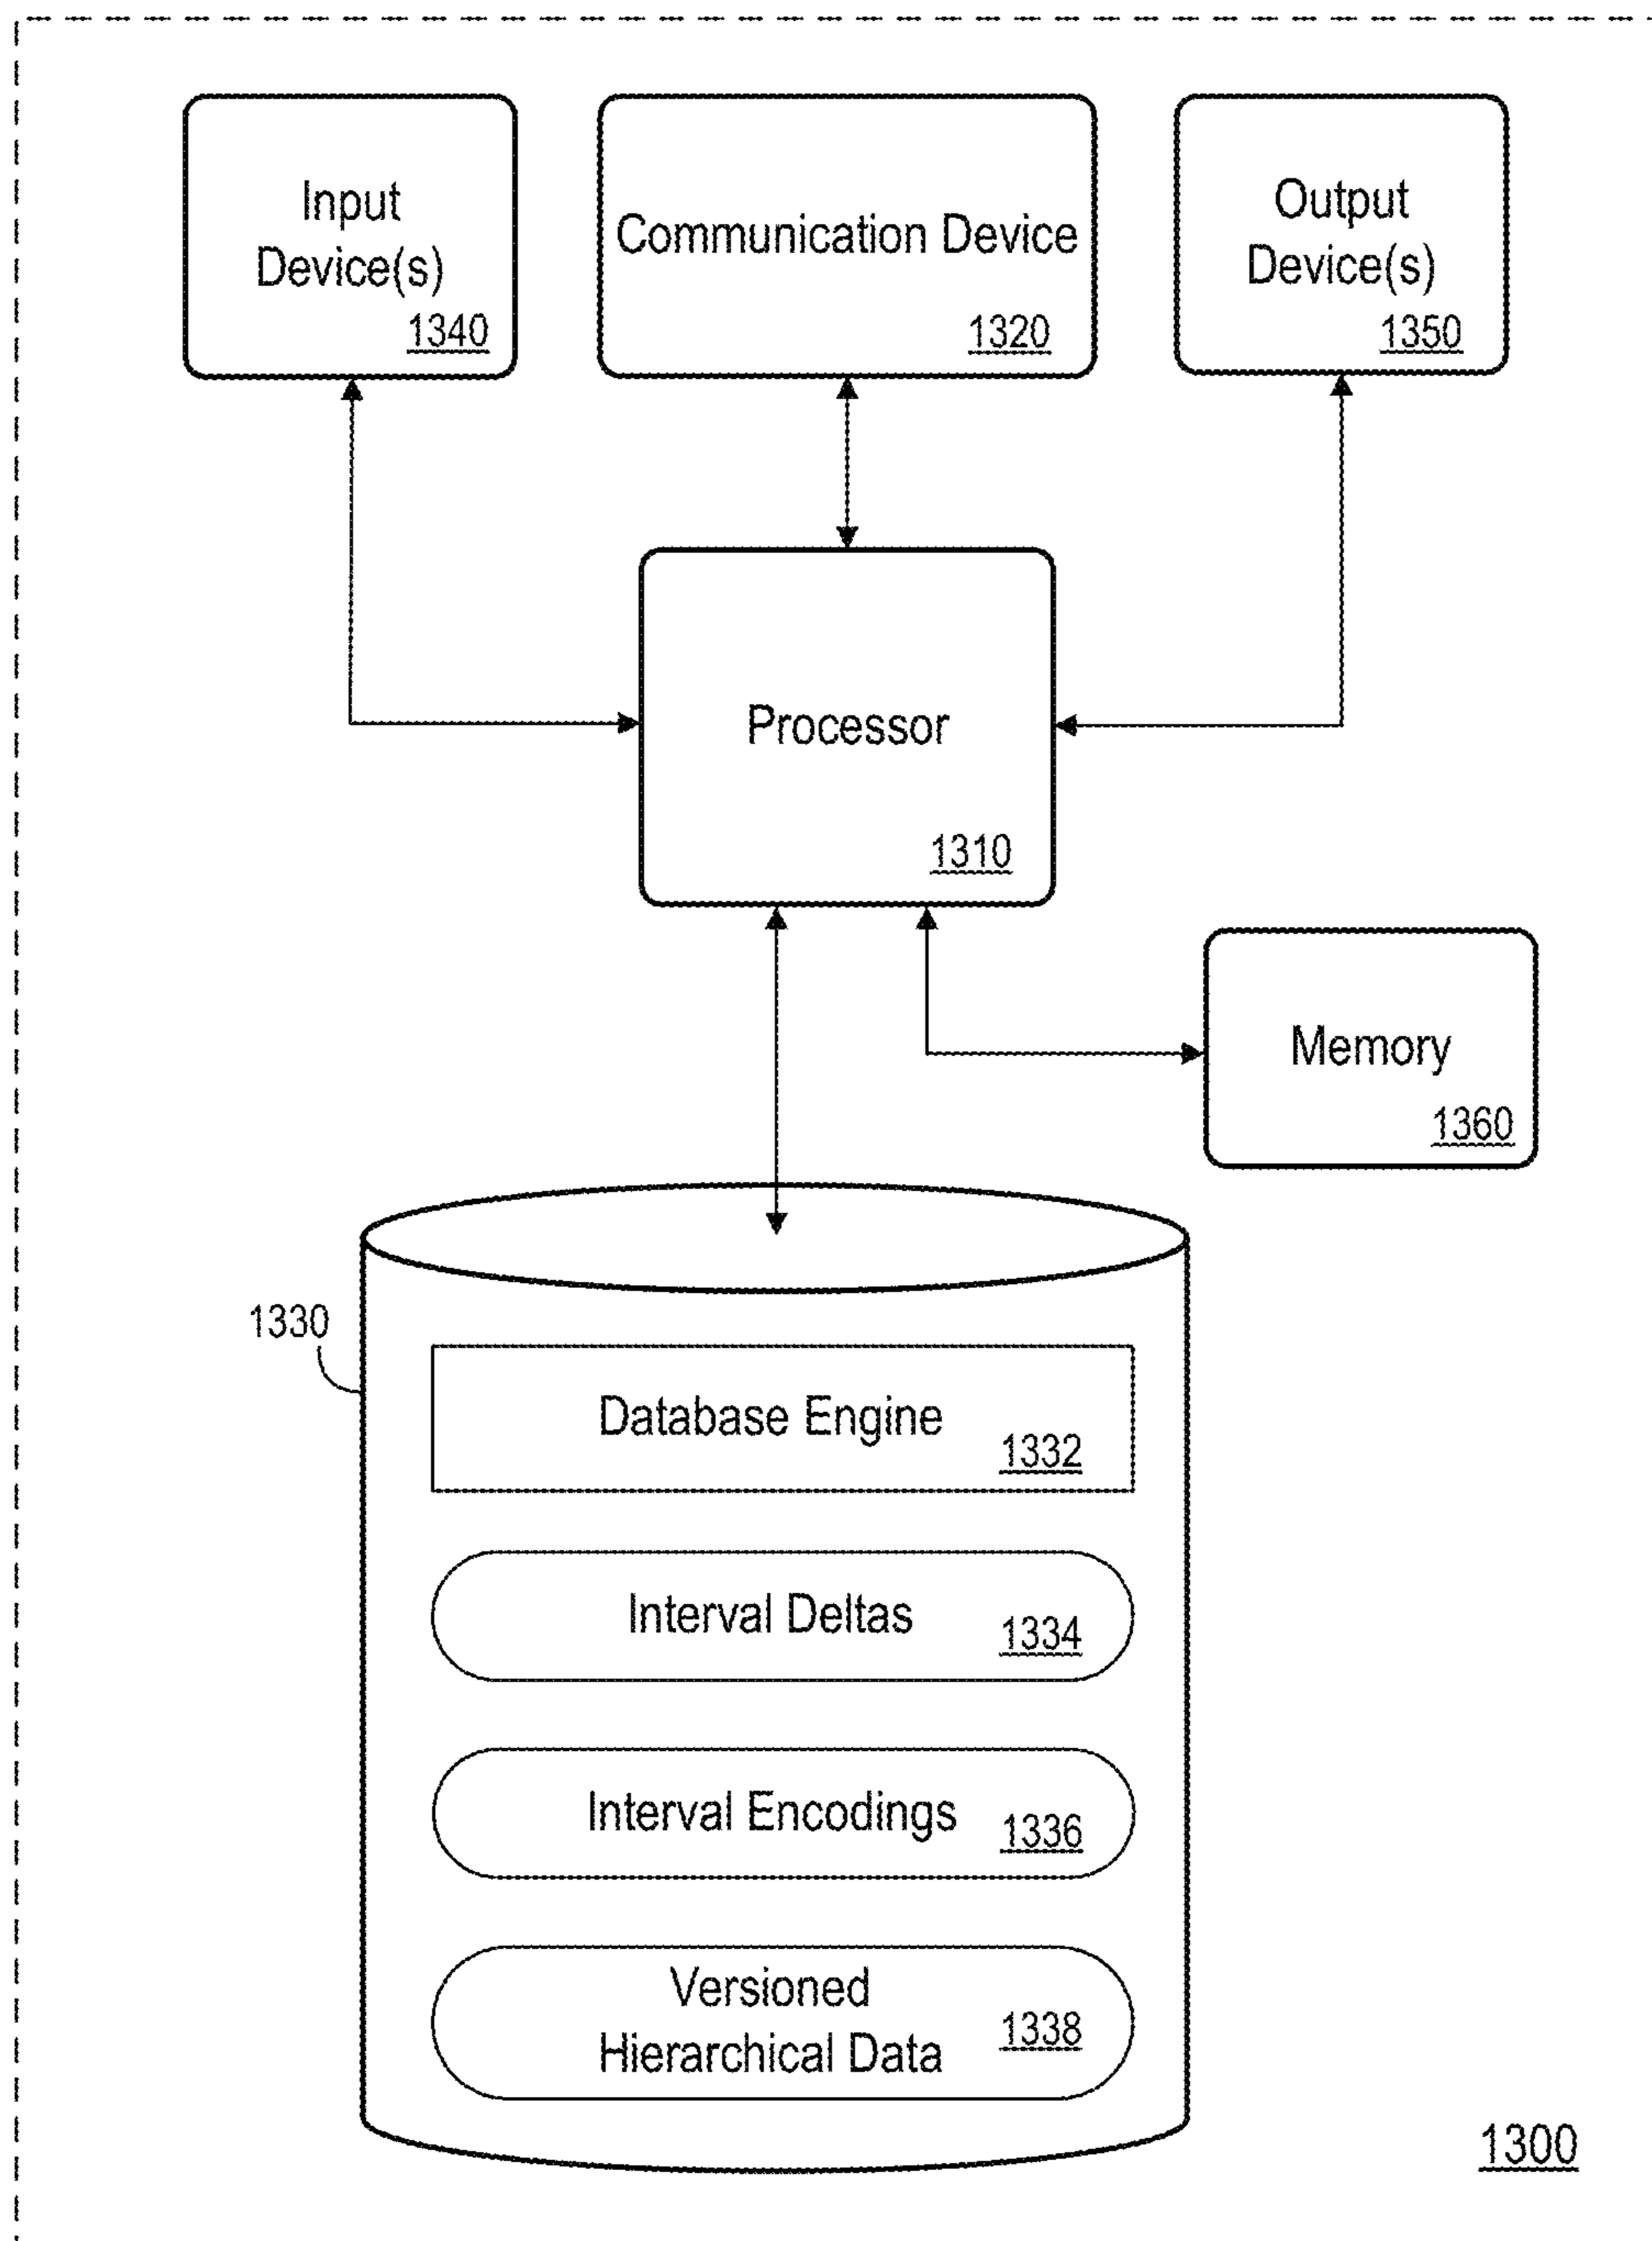 Input
Device(s)
1340
Communication Device
1320
Output
Device(s)
1350
Processor
1310
Memory
1360
1330
Database Engine
1332
Interval Deltas
1334
Interval Encodings
1336
Versioned
Hierarchical Data
1338
1300